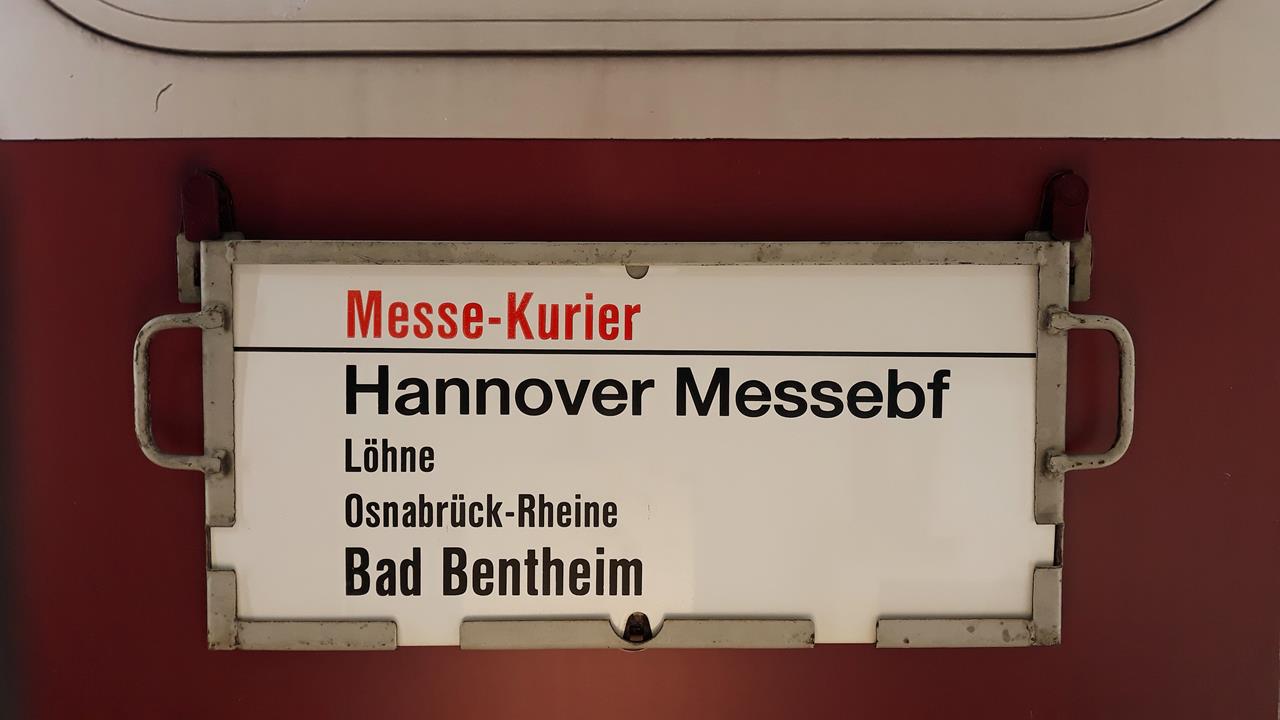 Messe-Kurier
Hannover Messebf
Löhne
Osnabrück-Rheine
Bad Bentheim